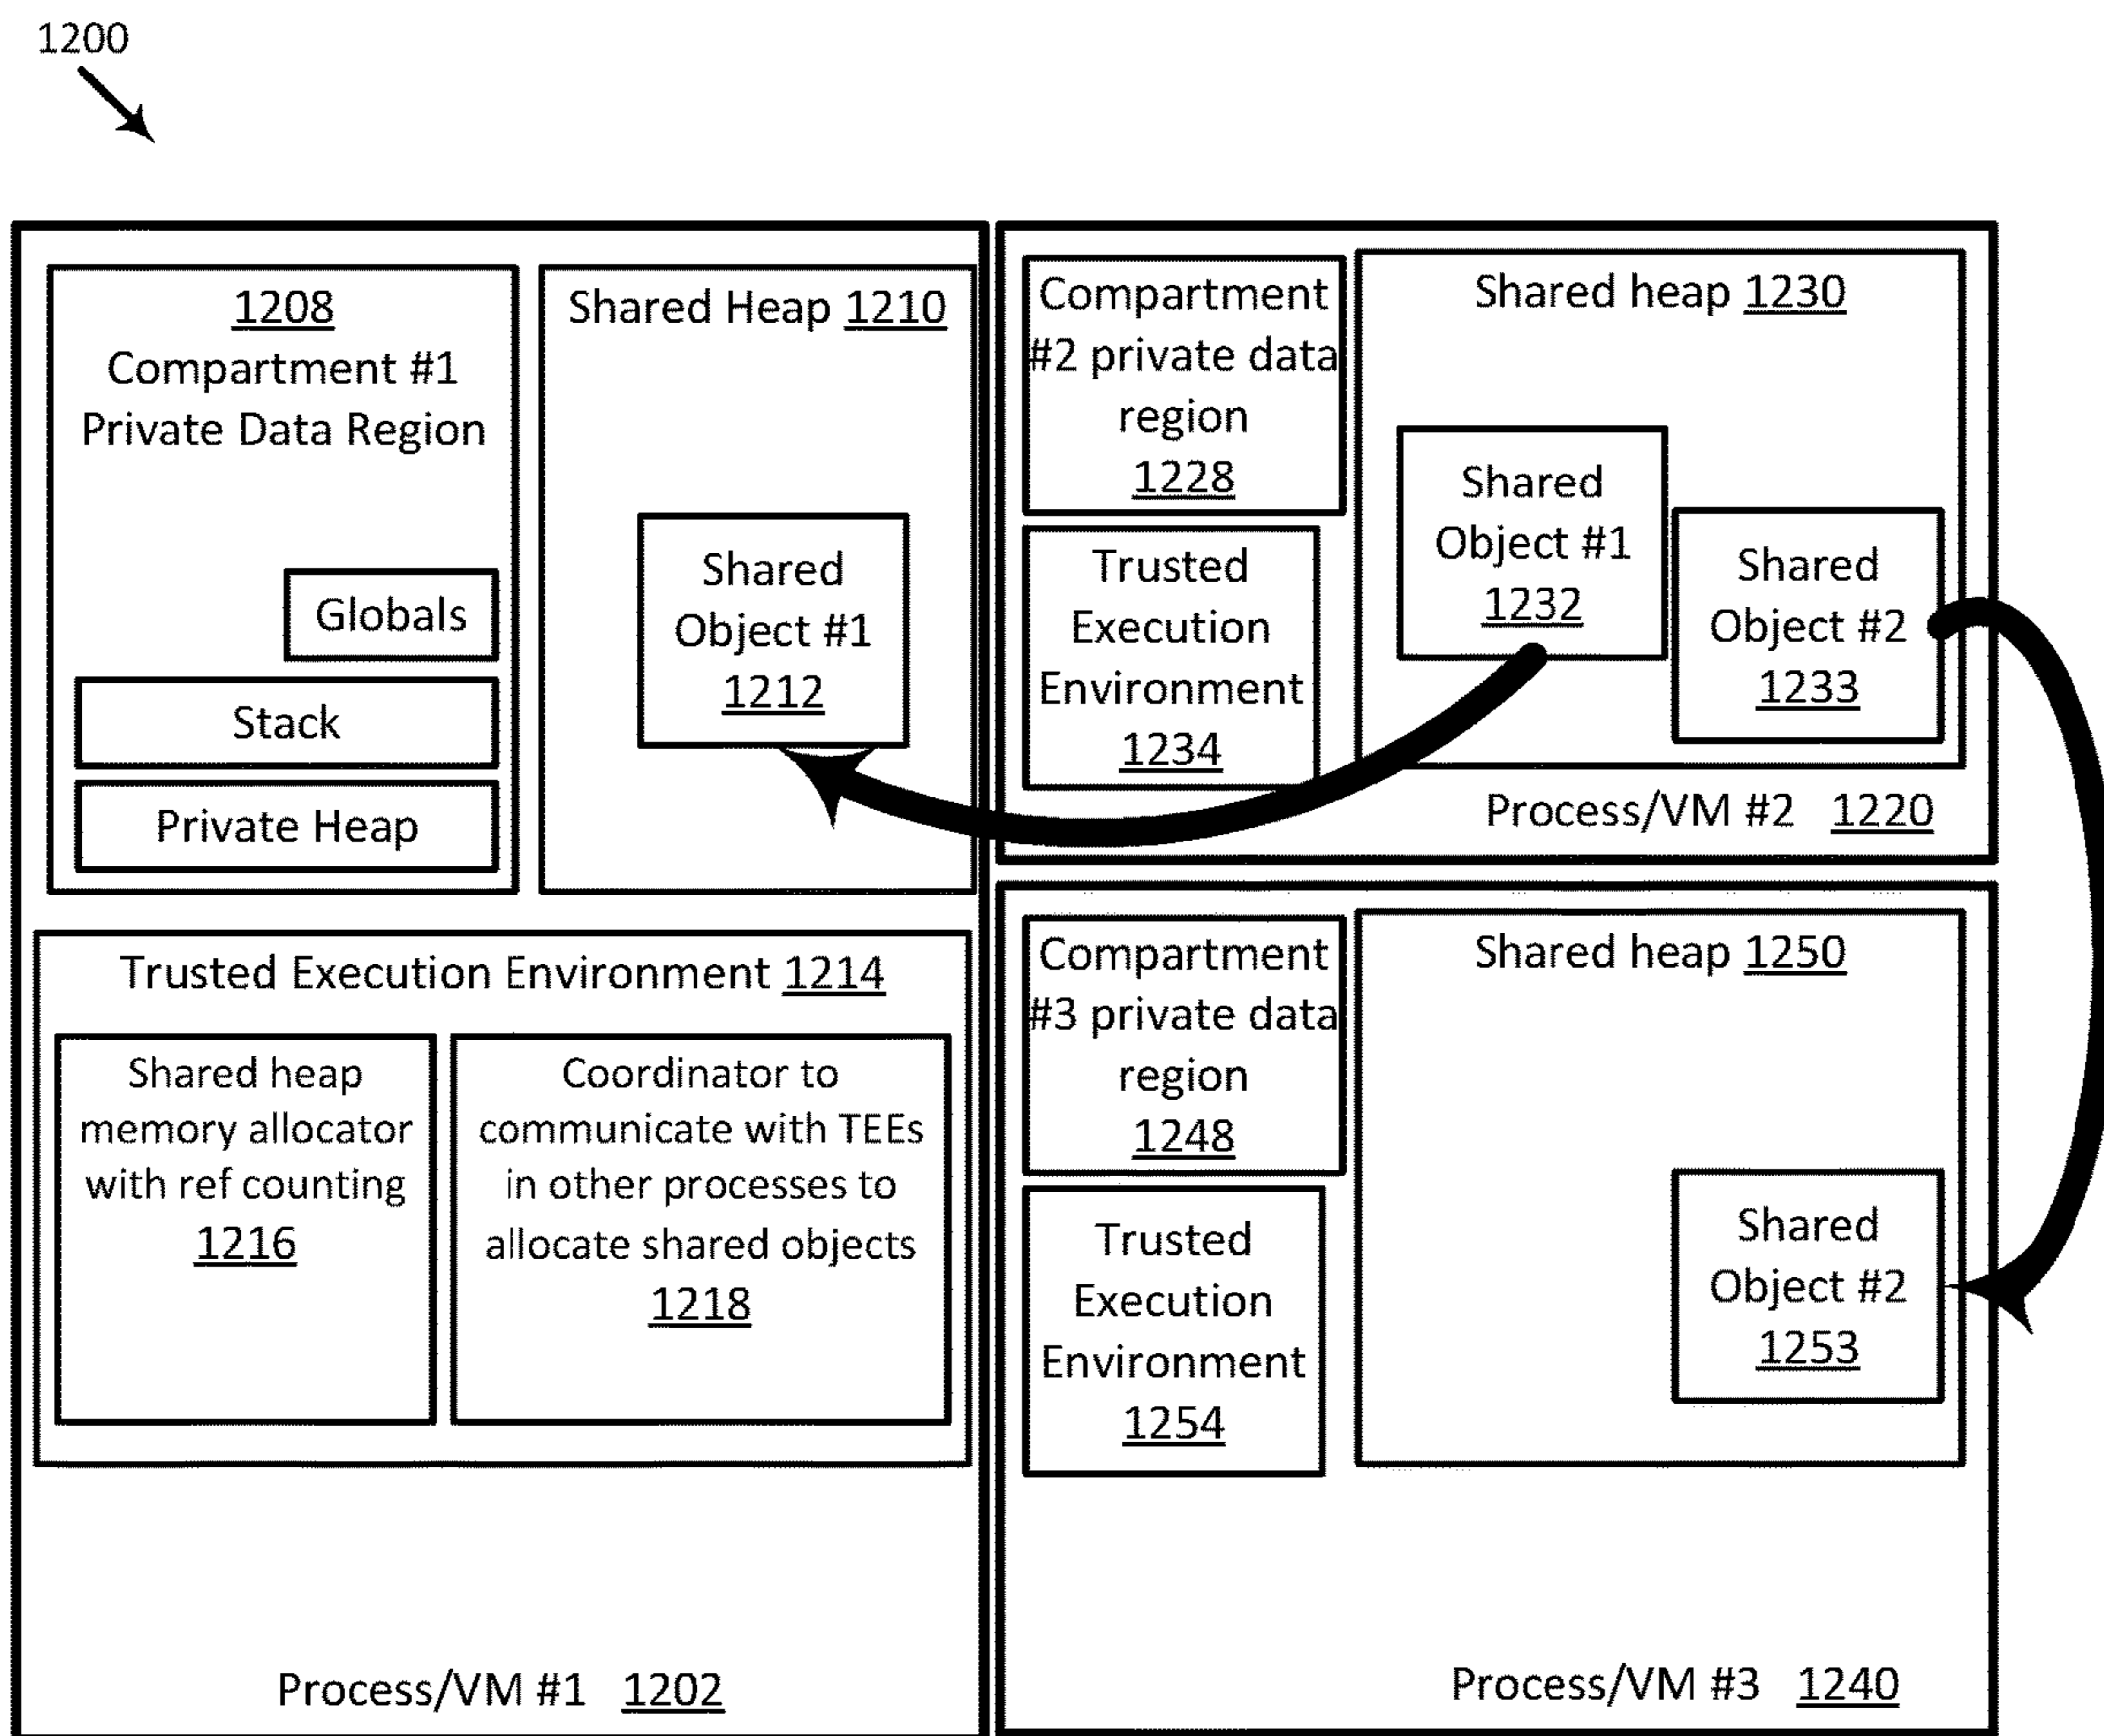 1200
1208
Compartment #1
Private Data Region
Globals
Stack
Private Heap
Shared Heap 1210
Shared
Object #1
1212
Trusted Execution Environment 1214
Shared heap
memory allocator
with ref counting
1216
Coordinator to
communicate with TEEs
in other processes to
allocate shared objects
1218
Process/VM #1 1202
Compartment
#2 private data
region
1228
Trusted
Execution
Environment
1234
Shared heap 1230
Shared
Object #1
1232
Shared
Object #2
1233
Process/VM #2 1220
Compartment
#3 private data
region
1248
Trusted
Execution
Environment
1254
Shared heap 1250
Shared
Object #2
1253
Process/VM #3 1240